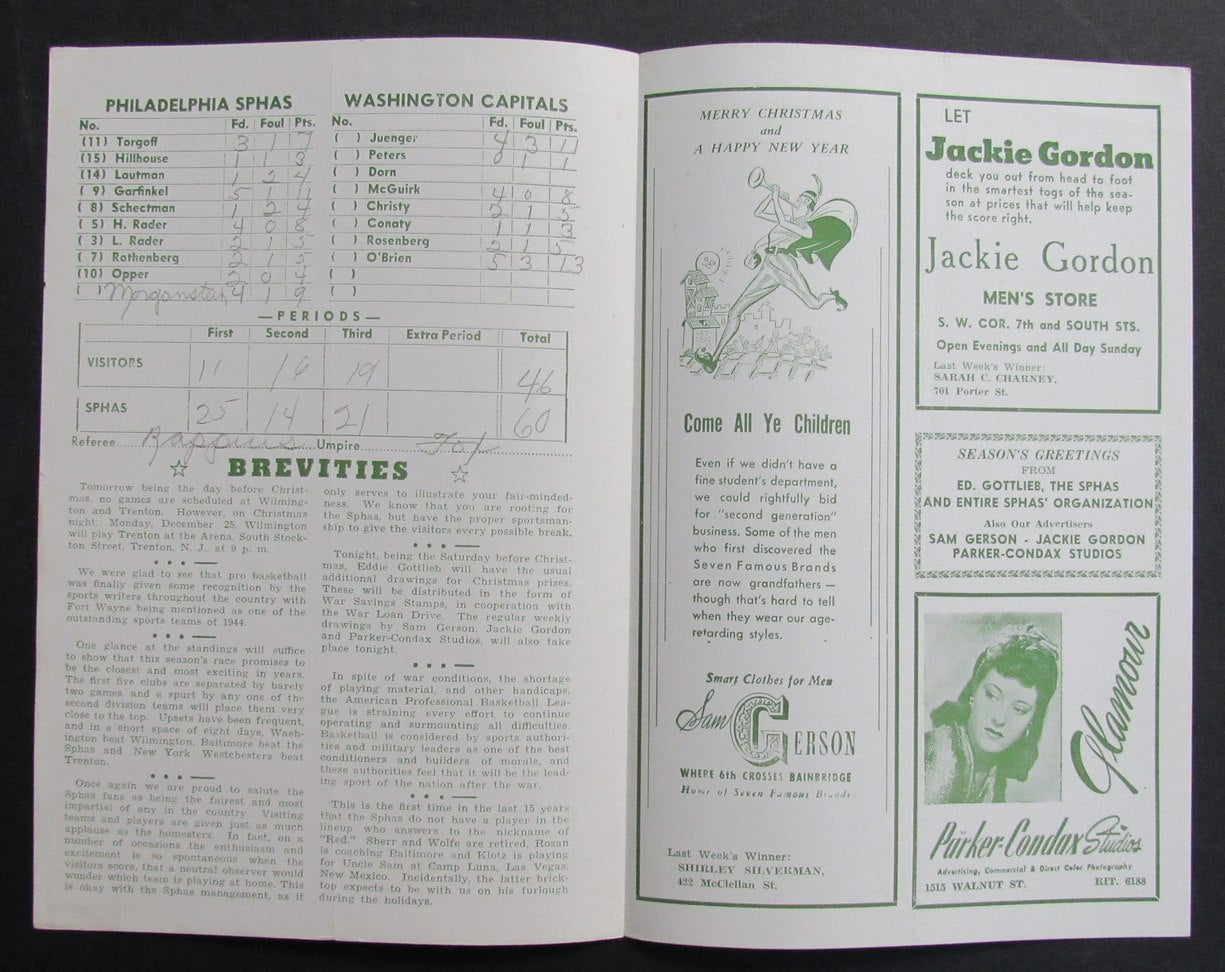 PHILADELPHIA SPHAS
No. Fd. Foul Pts.
(11) Torgoff 3 1 7
(15) Hillhouse 1 1 3
(14) Lautman 1 2 4
( 9) Garfinkel 5 1 11
( 8) Schectman 1 2 4
( 5) H. Rader 4 0 8
( 3) L. Rader 2 1 5
( 7) Rothenberg 2 1 5
(10) Opper 2 0 4
( ) Morganstein 4 1 9
WASHINGTON CAPITALS
No. Fd. Foul Pts.
( ) Juenger 4 3 11
( ) Peters 0 1 1
( ) Dorn
( ) McGuirk 4 0 8
( ) Christy 2 1 5
( ) Conaty 1 1 3
( ) Rosenberg 2 1 5
( ) O'Brien 5 3 13
( )
( )
—PERIODS—
First Second Third Extra Period Total
VISITORS 11 16 19 46
SPHAS 25 14 21 60
Referee Umpire Fox
BREVITIES
Tomorrow being the day before Christ-
mas, no games are scheduled at Wilming-
ton and Trenton. However, on Christmas
night, Monday, December 25, Wilmington
will play Trenton at the Arena, South Stock-
ton Street, Trenton, N. J., at 9 p. m.
We were glad to see that pro basketball
was finally given some recognition by the
sports writers throughout the country with
Fort Wayne being mentioned as one of the
outstanding sports teams of 1944.
One glance at the standings will suffice
to show that this season's race promises to
be the closest and most exciting in years.
The first five clubs are separated by barely
two games, and a spurt by any one of the
second division teams will place them very
close to the top. Upsets have been frequent,
and in a short space of eight days, Wash-
ington beat Wilmington, Baltimore beat the
Sphas and New York Westchesters beat
Trenton.
Once again we are proud to salute the
Sphas fans as being the fairest and most
impartial of any in the country. Visiting
teams and players are given just as much
applause as the homesters. In fact, on a
number of occasions the enthusiasm and
excitement is so spontaneous when the
visitors score, that a neutral observer would
wonder which team is playing at home. This
is okay with the Sphas management, as it
only serves to illustrate your fair-minded-
ness. We know that you are rooting for
the Sphas, but have the proper sportsman-
ship to give the visitors every possible break.
Tonight, being the Saturday before Christ-
mas, Eddie Gottlieb will have the usual
additional drawings for Christmas prizes.
These will be distributed in the form of
War Savings Stamps, in cooperation with
the War Loan Drive. The regular weekly
drawings by Sam Gerson, Jackie Gordon
and Parker-Condax Studios, will also take
place tonight.
In spite of war conditions, the shortage
of playing material, and other handicaps,
the American Professional Basketball Lea-
gue is straining every effort to continue
operating and surmounting all difficulties.
Basketball is considered by sports authori-
ties and military leaders as one of the best
conditioners and builders of morale, and
these authorities feel that it will be the lead-
ing sport of the nation after the war.
This is the first time in the last 15 years
that the Sphas do not have a player in the
lineup who answers to the nickname of
"Red." Sherr and Wolfe are retired, Rosan
is coaching Baltimore and Klotz is playing
for Uncle Sam at Camp Luna, Las Vegas,
New Mexico. Incidentally, the latter brick-
top expects to be with us on his furlough
during the holidays.
MERRY CHRISTMAS
and
A HAPPY NEW YEAR
Come All Ye Children
Even if we didn't have a
fine student's department,
we could rightfully bid
for "second generation"
business. Some of the men
who first discovered the
Seven Famous Brands
are now grandfathers —
though that's hard to tell
when they wear our age-
retarding styles.
Smart Clothes for Men
Sam GERSON
WHERE 6th CROSSES BAINBRIDGE
Home of Seven Famous Brands
Last Week's Winner:
SHIRLEY SILVERMAN,
422 McClellan St.
LET
Jackie Gordon
deck you out from head to foot
in the smartest togs of the sea-
son at prices that will help keep
the score right.
Jackie Gordon
MEN'S STORE
S. W. COR. 7th and SOUTH STS.
Open Evenings and All Day Sunday
Last Week's Winner:
SARAH C. CHARNEY,
701 Porter St.
SEASON'S GREETINGS
FROM
ED. GOTTLIEB, THE SPHAS
AND ENTIRE SPHAS' ORGANIZATION
Also Our Advertisers
SAM GERSON - JACKIE GORDON
PARKER-CONDAX STUDIOS
Glamour
Parker-Condax Studios
Advertising, Commercial & Direct Color Photography
1515 WALNUT ST. RIT. 6188